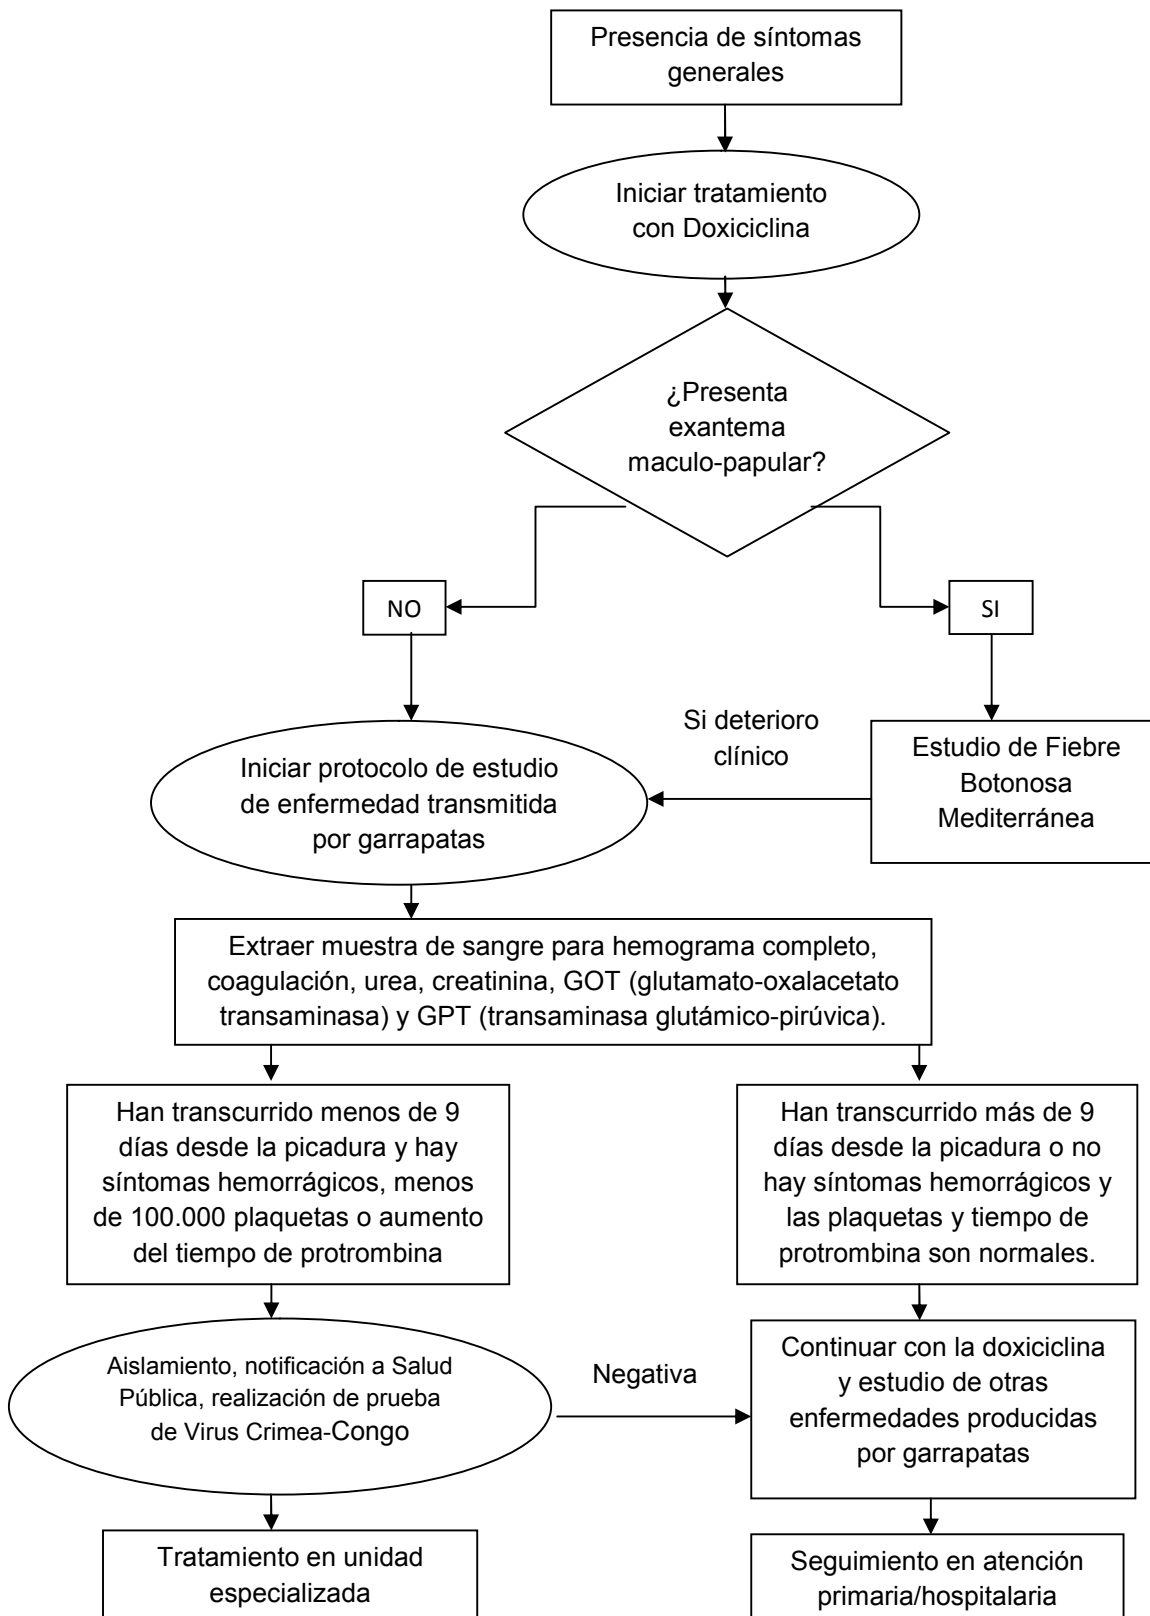 Presencia de síntomas
generales
Iniciar tratamiento
con Doxiciclina
¿Presenta
exantema
maculo-papular?
NO
SI
Si deterioro
clínico
Estudio de Fiebre
Botonosa
Mediterránea
Iniciar protocolo de estudio
de enfermedad transmitida
por garrapatas
Extraer muestra de sangre para hemograma completo,
coagulación, urea, creatinina, GOT (glutamato-oxalacetato
transaminasa) y GPT (transaminasa glutámico-pirúvica).
Han transcurrido menos de 9
días desde la picadura y hay
síntomas hemorrágicos, menos
de 100.000 plaquetas o aumento
del tiempo de protrombina
Han transcurrido más de 9
días desde la picadura o no
hay síntomas hemorrágicos y
las plaquetas y tiempo de
protrombina son normales.
Aislamiento, notificación a Salud
Pública, realización de prueba
de Virus Crimea-Congo
Negativa
Continuar con la doxiciclina
y estudio de otras
enfermedades producidas
por garrapatas
Tratamiento en unidad
especializada
Seguimiento en atención
primaria/hospitalaria